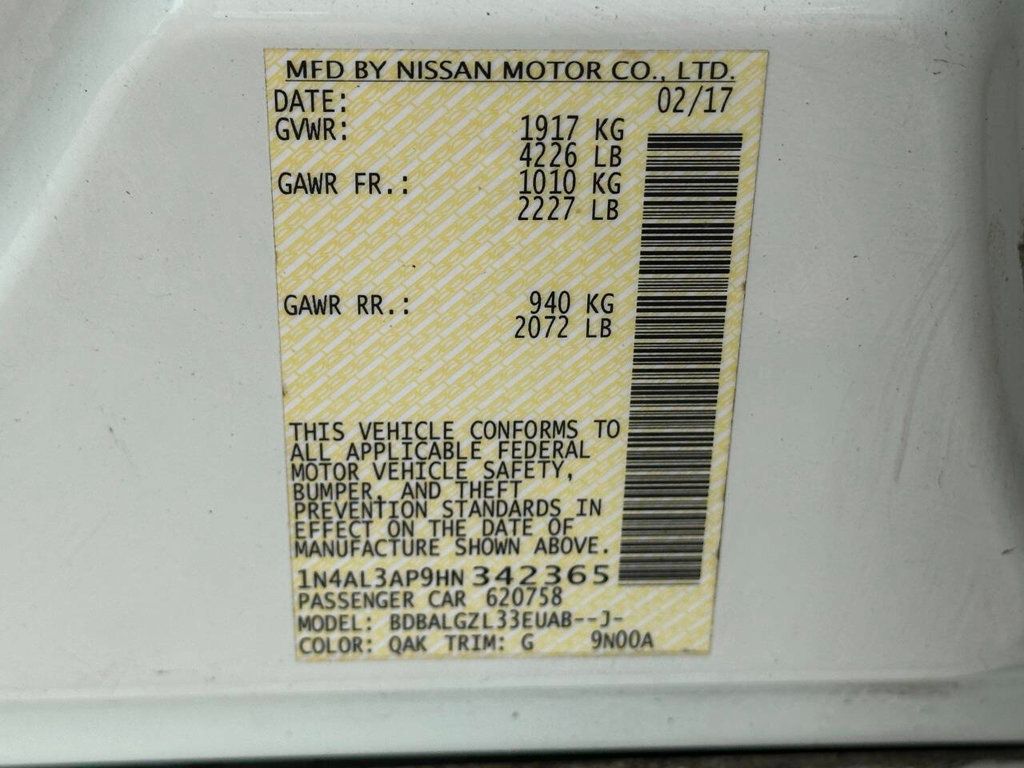 MFD BY NISSAN MOTOR CO., LTD.
DATE: 02/17
GVWR: 1917 KG
4226 LB
GAWR FR.: 1010 KG
2227 LB
GAWR RR.: 940 KG
2072 LB
THIS VEHICLE CONFORMS TO
ALL APPLICABLE FEDERAL
MOTOR VEHICLE SAFETY,
BUMPER, AND THEFT
PREVENTION STANDARDS IN
EFFECT ON THE DATE OF
MANUFACTURE SHOWN ABOVE.
1N4AL3AP9HN 342365
PASSENGER CAR 620758
MODEL: BDBALGZL33EUAB--J-
COLOR: QAK TRIM: G 9N00A